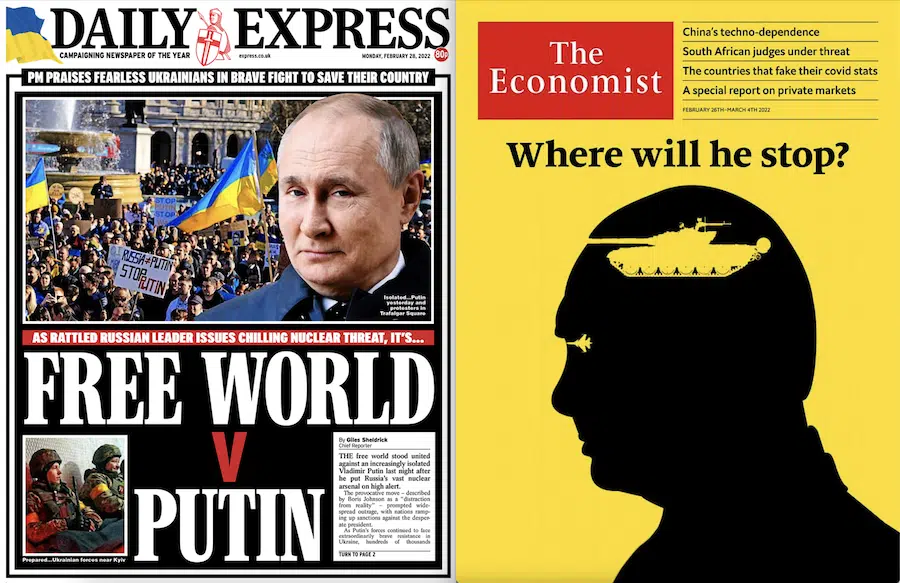 DAILY EXPRESS
CAMPAIGNING NEWSPAPER OF THE YEAR
express.co.uk
MONDAY, FEBRUARY 28, 2022
80p
PM PRAISES FEARLESS UKRAINIANS IN BRAVE FIGHT TO SAVE THEIR COUNTRY
STOP
PUTIN
RUSSIA≠PUTIN
STOP
PUTIN
Isolated...Putin
yesterday and
protesters in
Trafalgar Square
AS RATTLED RUSSIAN LEADER ISSUES CHILLING NUCLEAR THREAT, IT'S...
FREE WORLD
V
PUTIN
Prepared...Ukrainian forces near Kyiv
By Giles Sheldrick
Chief Reporter
THE free world stood united
against an increasingly isolated
Vladimir Putin last night after
he put Russia's vast nuclear
arsenal on high alert.
The provocative move – described
by Boris Johnson as a "distraction
from reality" – prompted wide-
spread outrage, with nations ramp-
ing up sanctions against the desper-
ate president.
As Putin's forces continued to face
extraordinarily brave resistance in
Ukraine, hundreds of thousands
TURN TO PAGE 2
The
Economist
China's techno-dependence
South African judges under threat
The countries that fake their covid stats
A special report on private markets
FEBRUARY 26TH–MARCH 4TH 2022
Where will he stop?